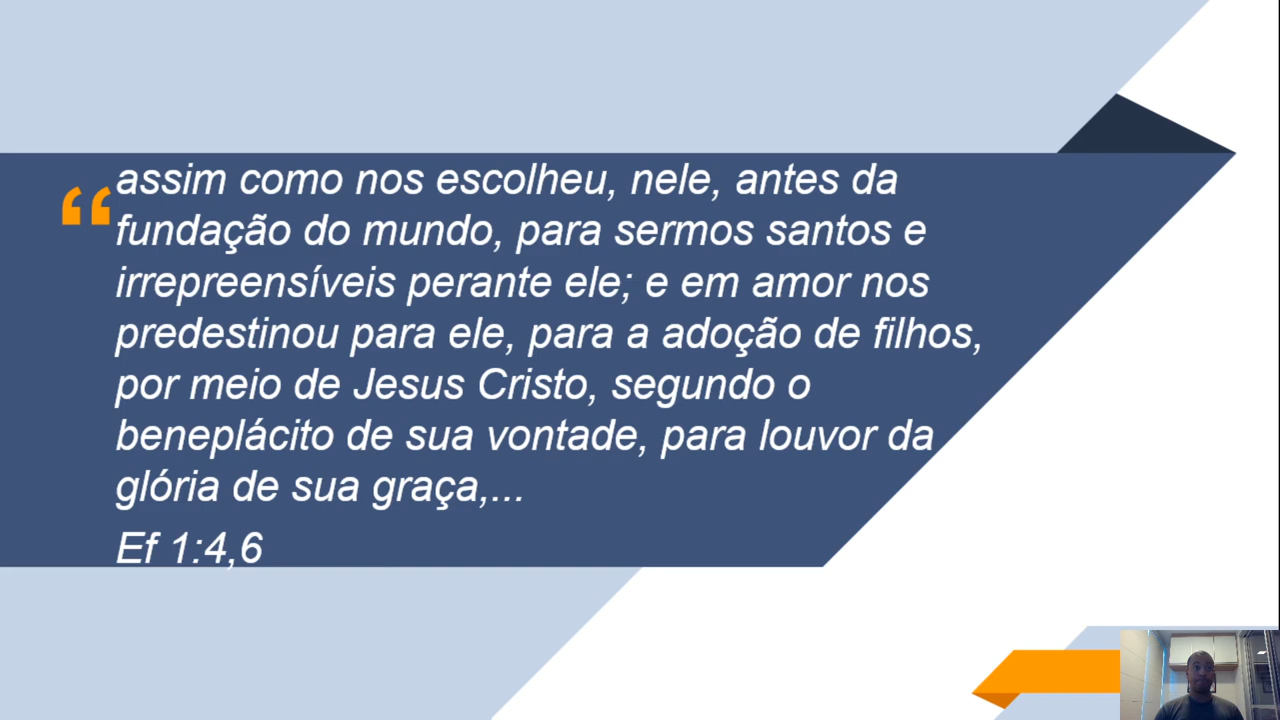 “assim como nos escolheu, nele, antes da
fundação do mundo, para sermos santos e
irrepreensíveis perante ele; e em amor nos
predestinou para ele, para a adoção de filhos,
por meio de Jesus Cristo, segundo o
beneplácito de sua vontade, para louvor da
glória de sua graça,...
Ef 1:4,6